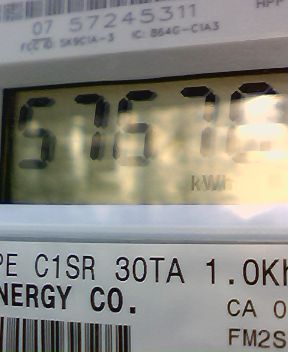 07 57245311
FCC ID: SK9C1A-3 IC: 864G-C1A3
57678
kWh
PE C1SR 30TA 1.0Kh
NERGY CO.
CA 0
FM2S